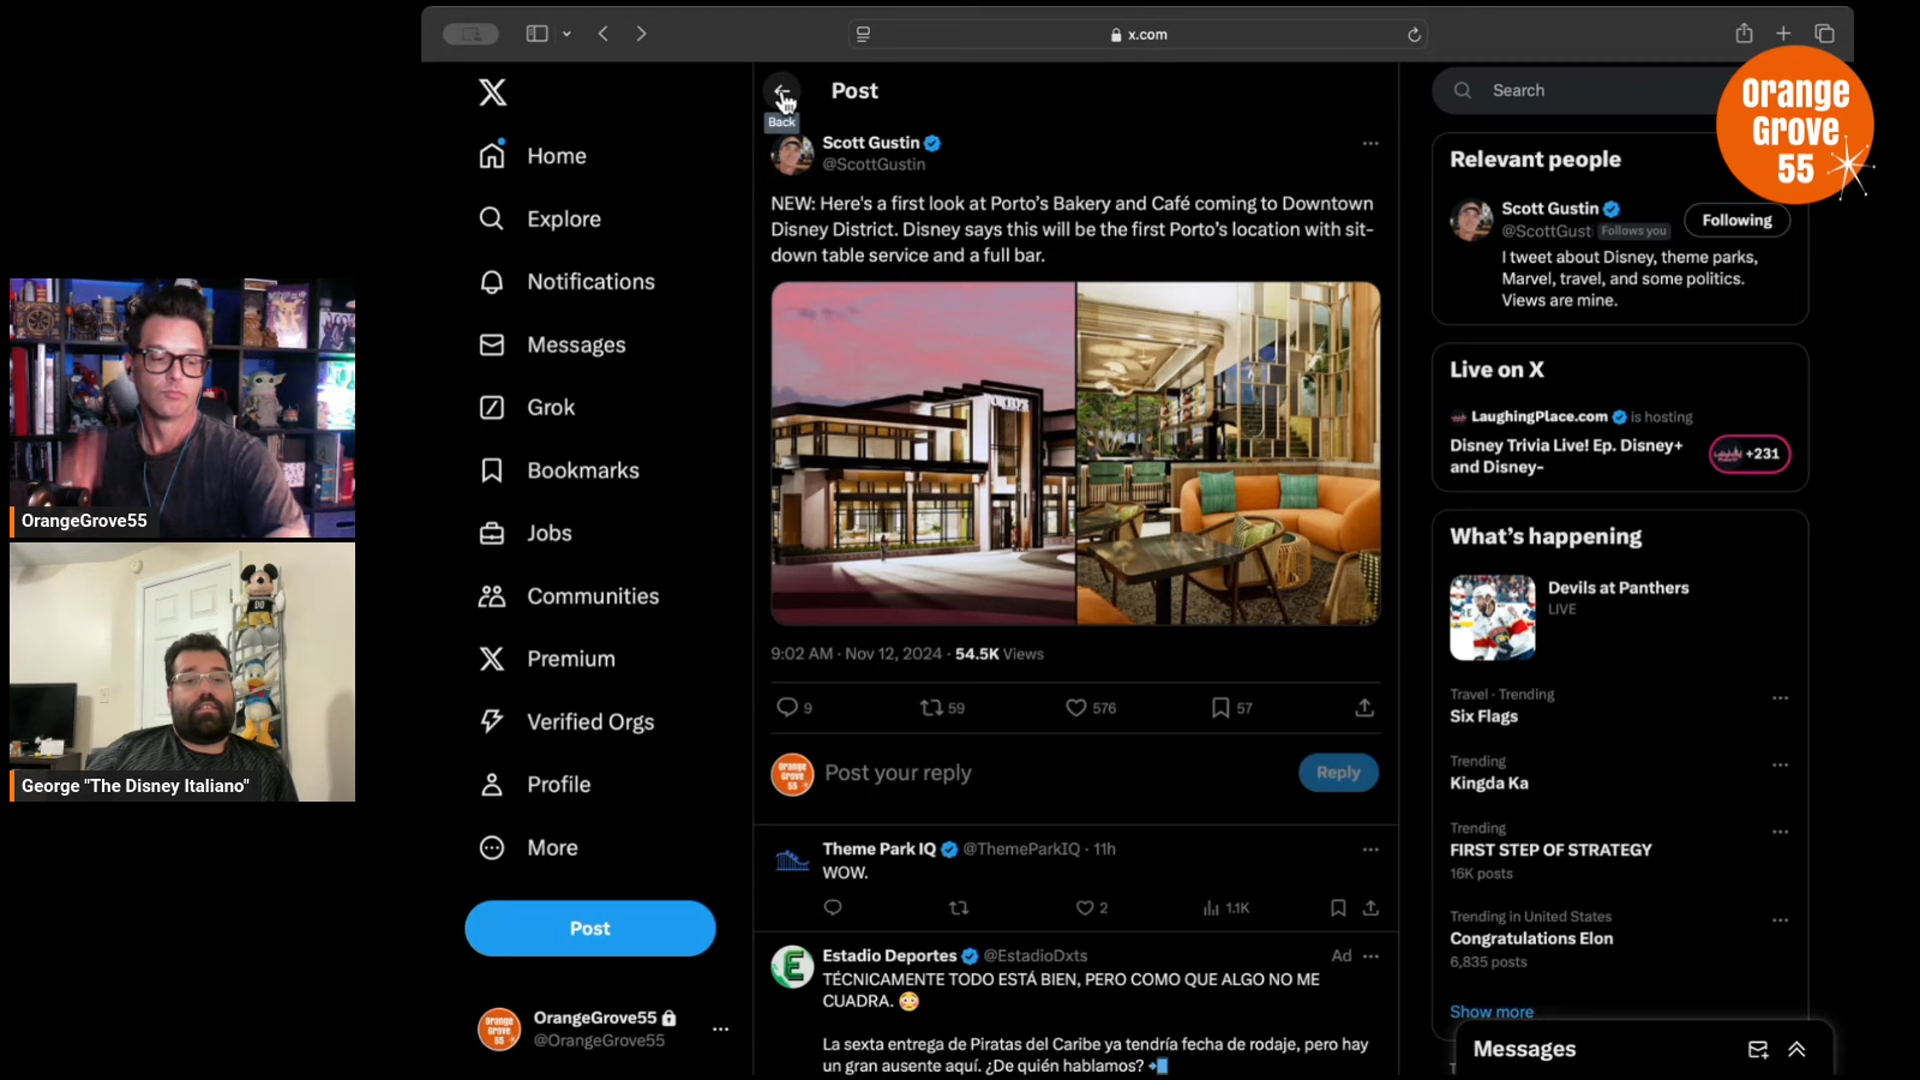 x.com
Orange
Grove
55
Post
Back
Search
Home
Explore
Notifications
Messages
Grok
Bookmarks
Jobs
Communities
Premium
Verified Orgs
Profile
More
Post
OrangeGrove55
@OrangeGrove55
Scott Gustin
@ScottGustin
NEW: Here's a first look at Porto's Bakery and Café coming to Downtown
Disney District. Disney says this will be the first Porto's location with sit-
down table service and a full bar.
9:02 AM · Nov 12, 2024 · 54.5K Views
9
59
576
57
Orange
Grove
55
Post your reply
Reply
Theme Park IQ @ThemeParkIQ · 11h
WOW.
2
1.1K
Estadio Deportes @EstadioDxts
Ad
TÉCNICAMENTE TODO ESTÁ BIEN, PERO COMO QUE ALGO NO ME
CUADRA. 😳
La sexta entrega de Piratas del Caribe ya tendría fecha de rodaje, pero hay
un gran ausente aquí. ¿De quién hablamos? 📲
Relevant people
Scott Gustin
@ScottGust
Follows you
Following
I tweet about Disney, theme parks,
Marvel, travel, and some politics.
Views are mine.
Live on X
LaughingPlace.com is hosting
Disney Trivia Live! Ep. Disney+
and Disney-
+231
What's happening
Devils at Panthers
LIVE
Travel · Trending
Six Flags
Trending
Kingda Ka
Trending
FIRST STEP OF STRATEGY
16K posts
Trending in United States
Congratulations Elon
6,835 posts
Show more
Messages
OrangeGrove55
George "The Disney Italiano"
Orange
Grove
55